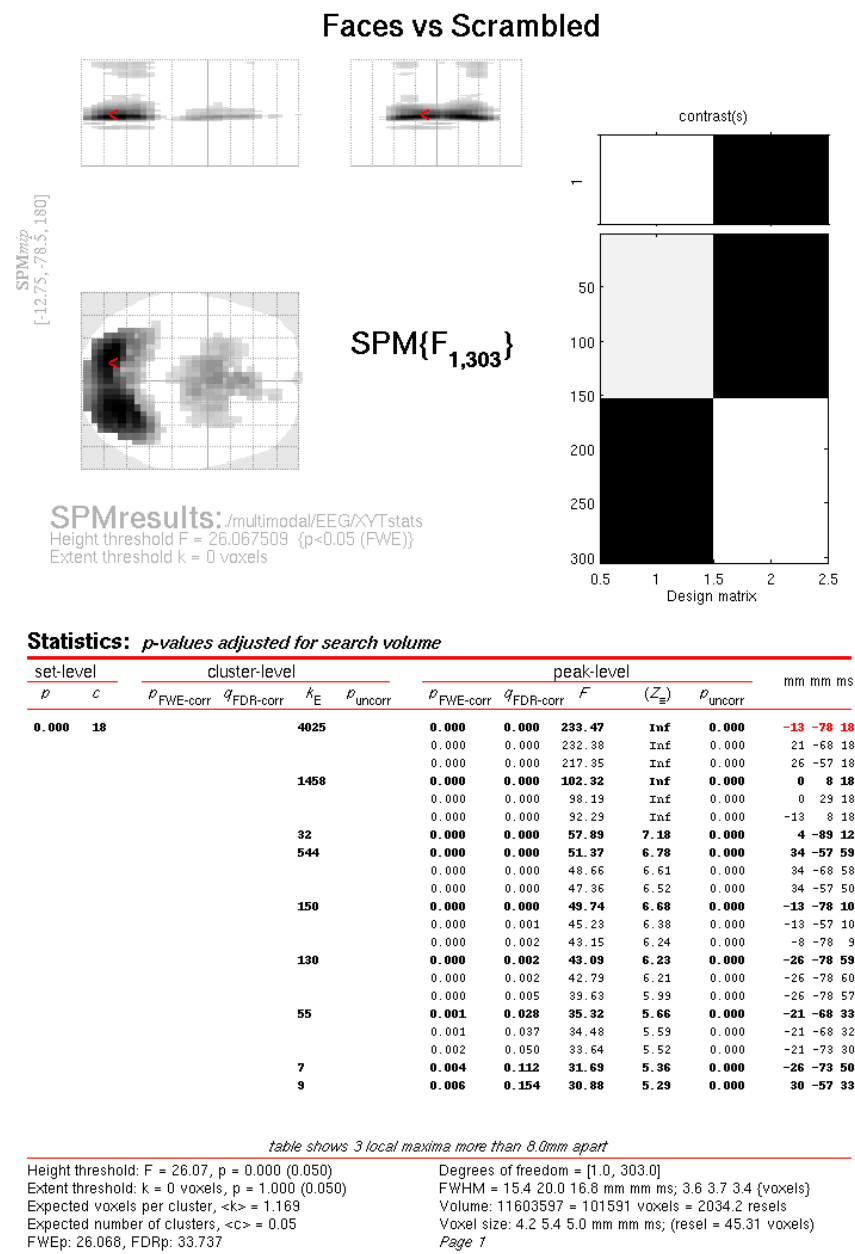 Faces vs Scrambled
contrast(s)
1
SPMmip
[-12.75, -78.5, 180]
SPM{F1,303}
50
100
150
200
250
300
0.5 1 1.5 2 2.5
Design matrix
SPMresults: ./multimodal/EEG/XYTstats
Height threshold F = 26.067509 {p<0.05 (FWE)}
Extent threshold k = 0 voxels
Statistics: p-values adjusted for search volume
set-level cluster-level peak-level mm mm ms
p c pFWE-corr qFDR-corr kE puncorr pFWE-corr qFDR-corr F (Z≡) puncorr
0.000 18 4025 0.000 0.000 233.47 Inf 0.000 -13 -78 18
0.000 0.000 232.38 Inf 0.000 21 -68 18
0.000 0.000 217.35 Inf 0.000 26 -57 18
1458 0.000 0.000 102.32 Inf 0.000 0 8 18
0.000 0.000 98.19 Inf 0.000 0 29 18
0.000 0.000 92.29 Inf 0.000 -13 8 18
32 0.000 0.000 57.89 7.18 0.000 4 -89 12
544 0.000 0.000 51.37 6.78 0.000 34 -57 59
0.000 0.000 48.66 6.61 0.000 34 -68 58
0.000 0.000 47.36 6.52 0.000 34 -57 50
150 0.000 0.000 49.74 6.68 0.000 -13 -78 10
0.000 0.001 45.23 6.38 0.000 -13 -57 10
0.000 0.002 43.15 6.24 0.000 -8 -78 9
130 0.000 0.002 43.09 6.23 0.000 -26 -78 59
0.000 0.002 42.79 6.21 0.000 -26 -78 60
0.000 0.005 39.63 5.99 0.000 -26 -78 57
55 0.001 0.028 35.32 5.66 0.000 -21 -68 33
0.001 0.037 34.48 5.59 0.000 -21 -68 32
0.002 0.050 33.64 5.52 0.000 -21 -73 30
7 0.004 0.112 31.69 5.36 0.000 -26 -73 50
9 0.006 0.154 30.88 5.29 0.000 30 -57 33
table shows 3 local maxima more than 8.0mm apart
Height threshold: F = 26.07, p = 0.000 (0.050)
Extent threshold: k = 0 voxels, p = 1.000 (0.050)
Expected voxels per cluster, <k> = 1.169
Expected number of clusters, <c> = 0.05
FWEp: 26.068, FDRp: 33.737
Degrees of freedom = [1.0, 303.0]
FWHM = 15.4 20.0 16.8 mm mm ms; 3.6 3.7 3.4 {voxels}
Volume: 11603597 = 101591 voxels = 2034.2 resels
Voxel size: 4.2 5.4 5.0 mm mm ms; (resel = 45.31 voxels)
Page 1